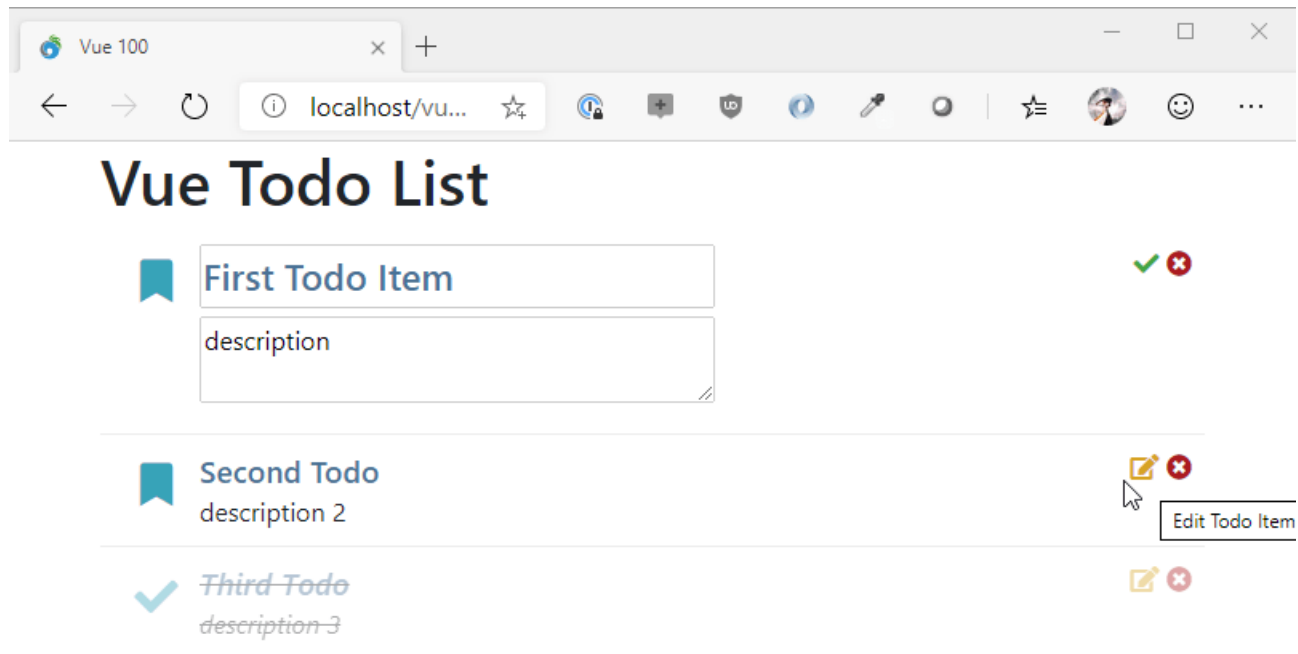 Vue 100
localhost/vu...
Vue Todo List
First Todo Item
description
Second Todo
description 2
Edit Todo Item
Third Todo
description 3